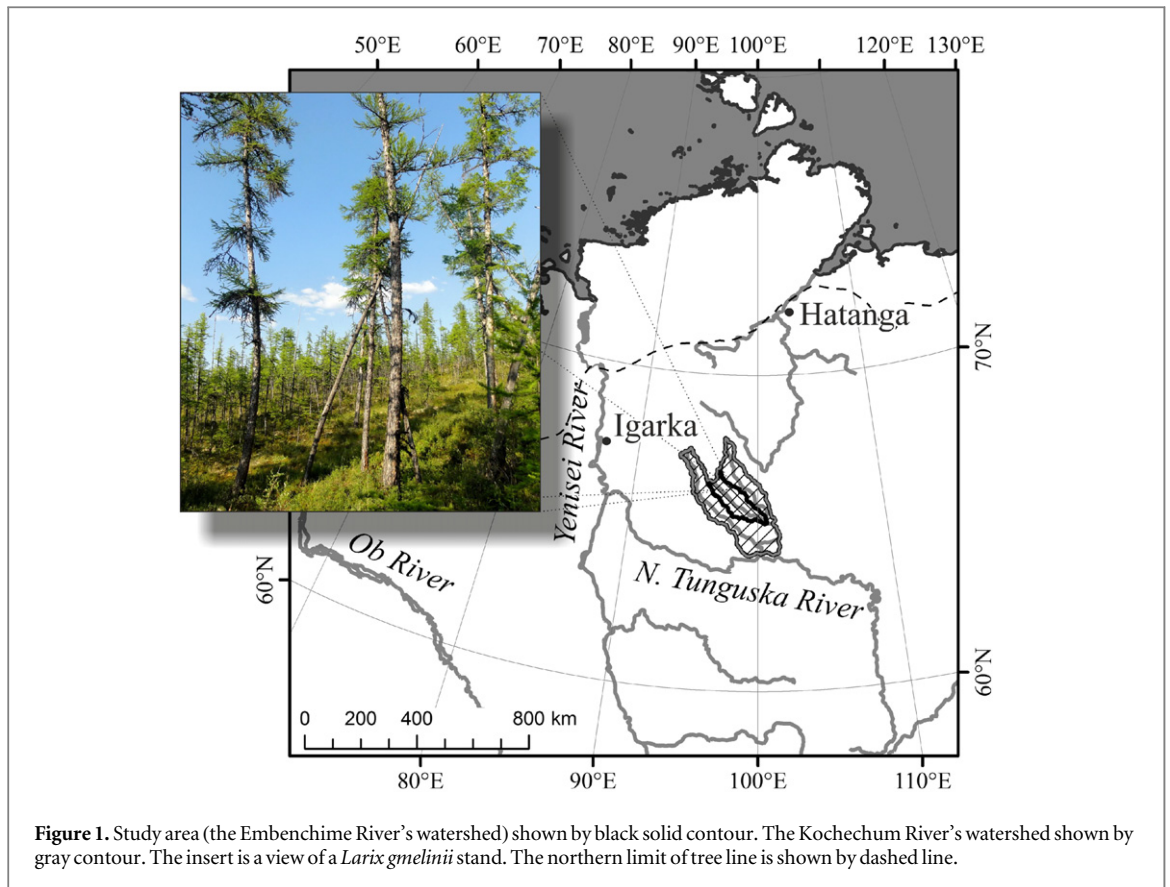 50°E 60°E 70°E 80°E 90°E 100°E 120°E 130°E
Hatanga
70°N
Igarka
Yenisei River
Ob River
60°N
N. Tunguska River
60°N
0 200 400 800 km
80°E 90°E 100°E 110°E
Figure 1. Study area (the Embenchime River's watershed) shown by black solid contour. The Kochechum River's watershed shown by
gray contour. The insert is a view of a Larix gmelinii stand. The northern limit of tree line is shown by dashed line.